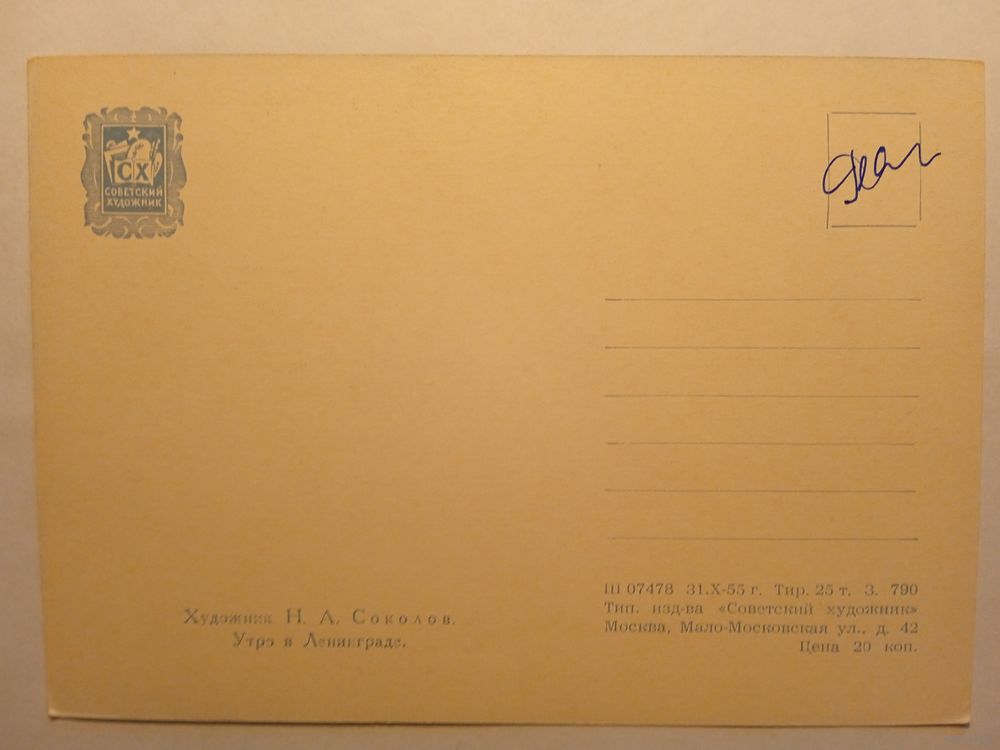 СХ
СОВЕТСКИЙ
ХУДОЖНИК
Художник Н. А. Соколов.
Утро в Ленинграде.
Ш 07478 31.X-55 г. Тир. 25 т. З. 790
Тип. изд-ва «Советский художник»
Москва, Мало-Московская ул., д. 42
Цена 20 коп.